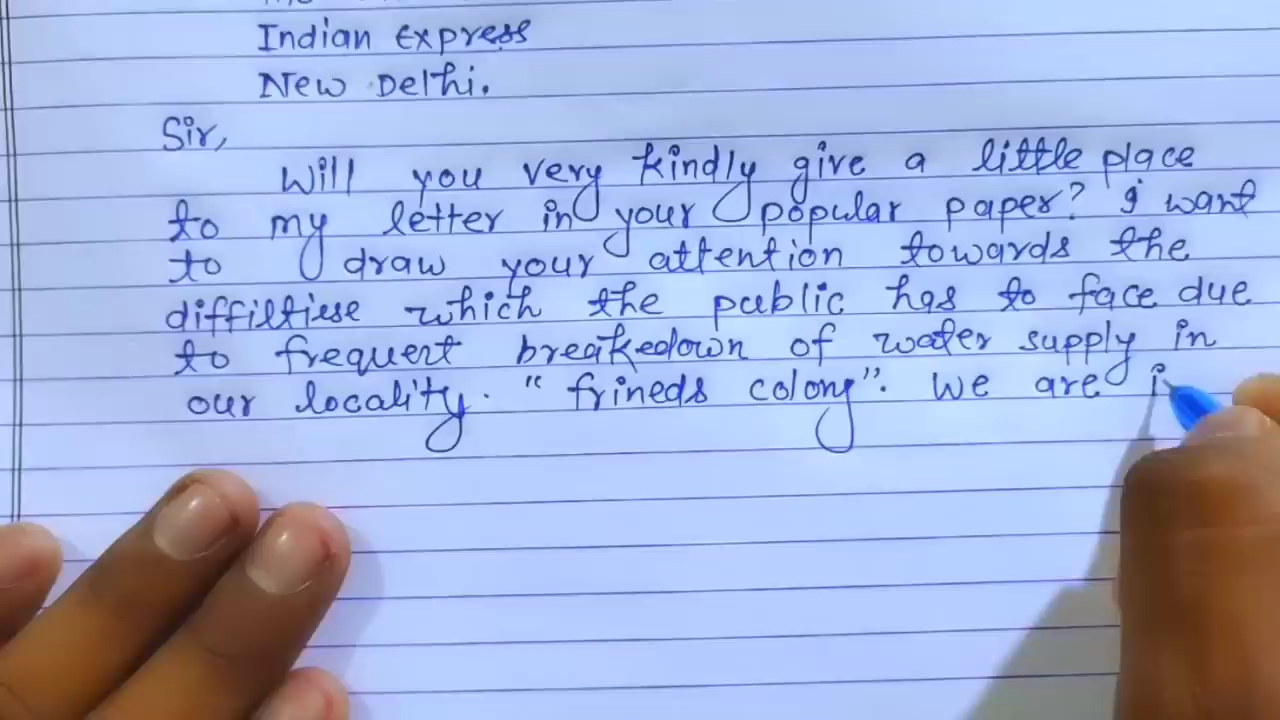 Indian Express
New Delhi.
Sir,
Will you very kindly give a little place
to my letter in your popular paper? I want
to draw your attention towards the
diffiltiese which the public has to face due
to frequert breakedown of water supply in
our locality. "frineds colony". We are i